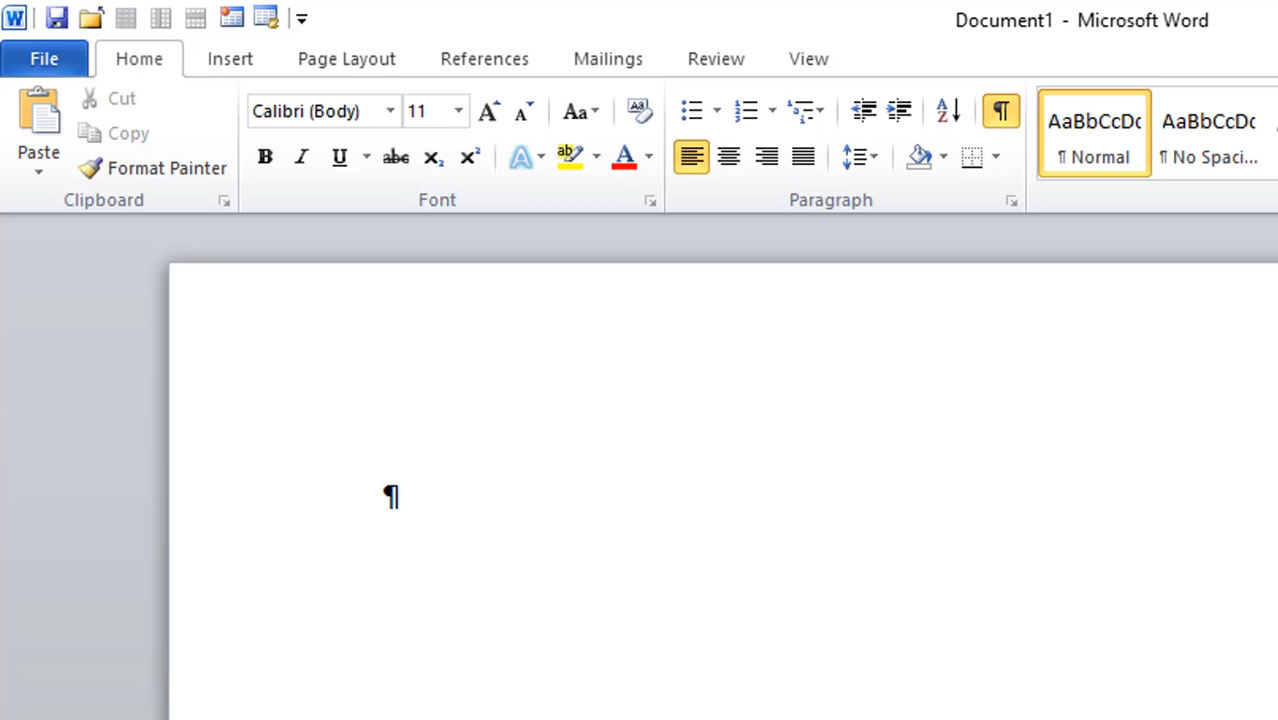 Document1 - Microsoft Word
File Home Insert Page Layout References Mailings Review View
Cut
Copy
Paste
Format Painter
Clipboard
Calibri (Body) 11
Aa
B I U abc x₂ x²
A ab A
Font
A Z ¶
Paragraph
AaBbCcDc AaBbCcDc
¶ Normal ¶ No Spaci...
¶